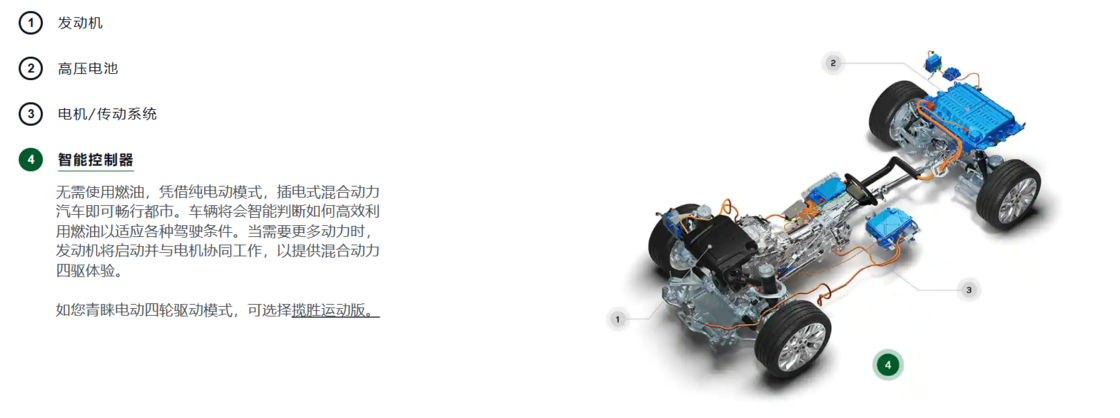 1 发动机
2 高压电池
3 电机/传动系统
4 智能控制器
无需使用燃油，凭借纯电动模式，插电式混合动力
汽车即可畅行都市。车辆将会智能判断如何高效利
用燃油以适应各种驾驶条件。当需要更多动力时，
发动机将启动并与电机协同工作，以提供混合动力
四驱体验。
如您青睐电动四轮驱动模式，可选择揽胜运动版。
2
3
1
4